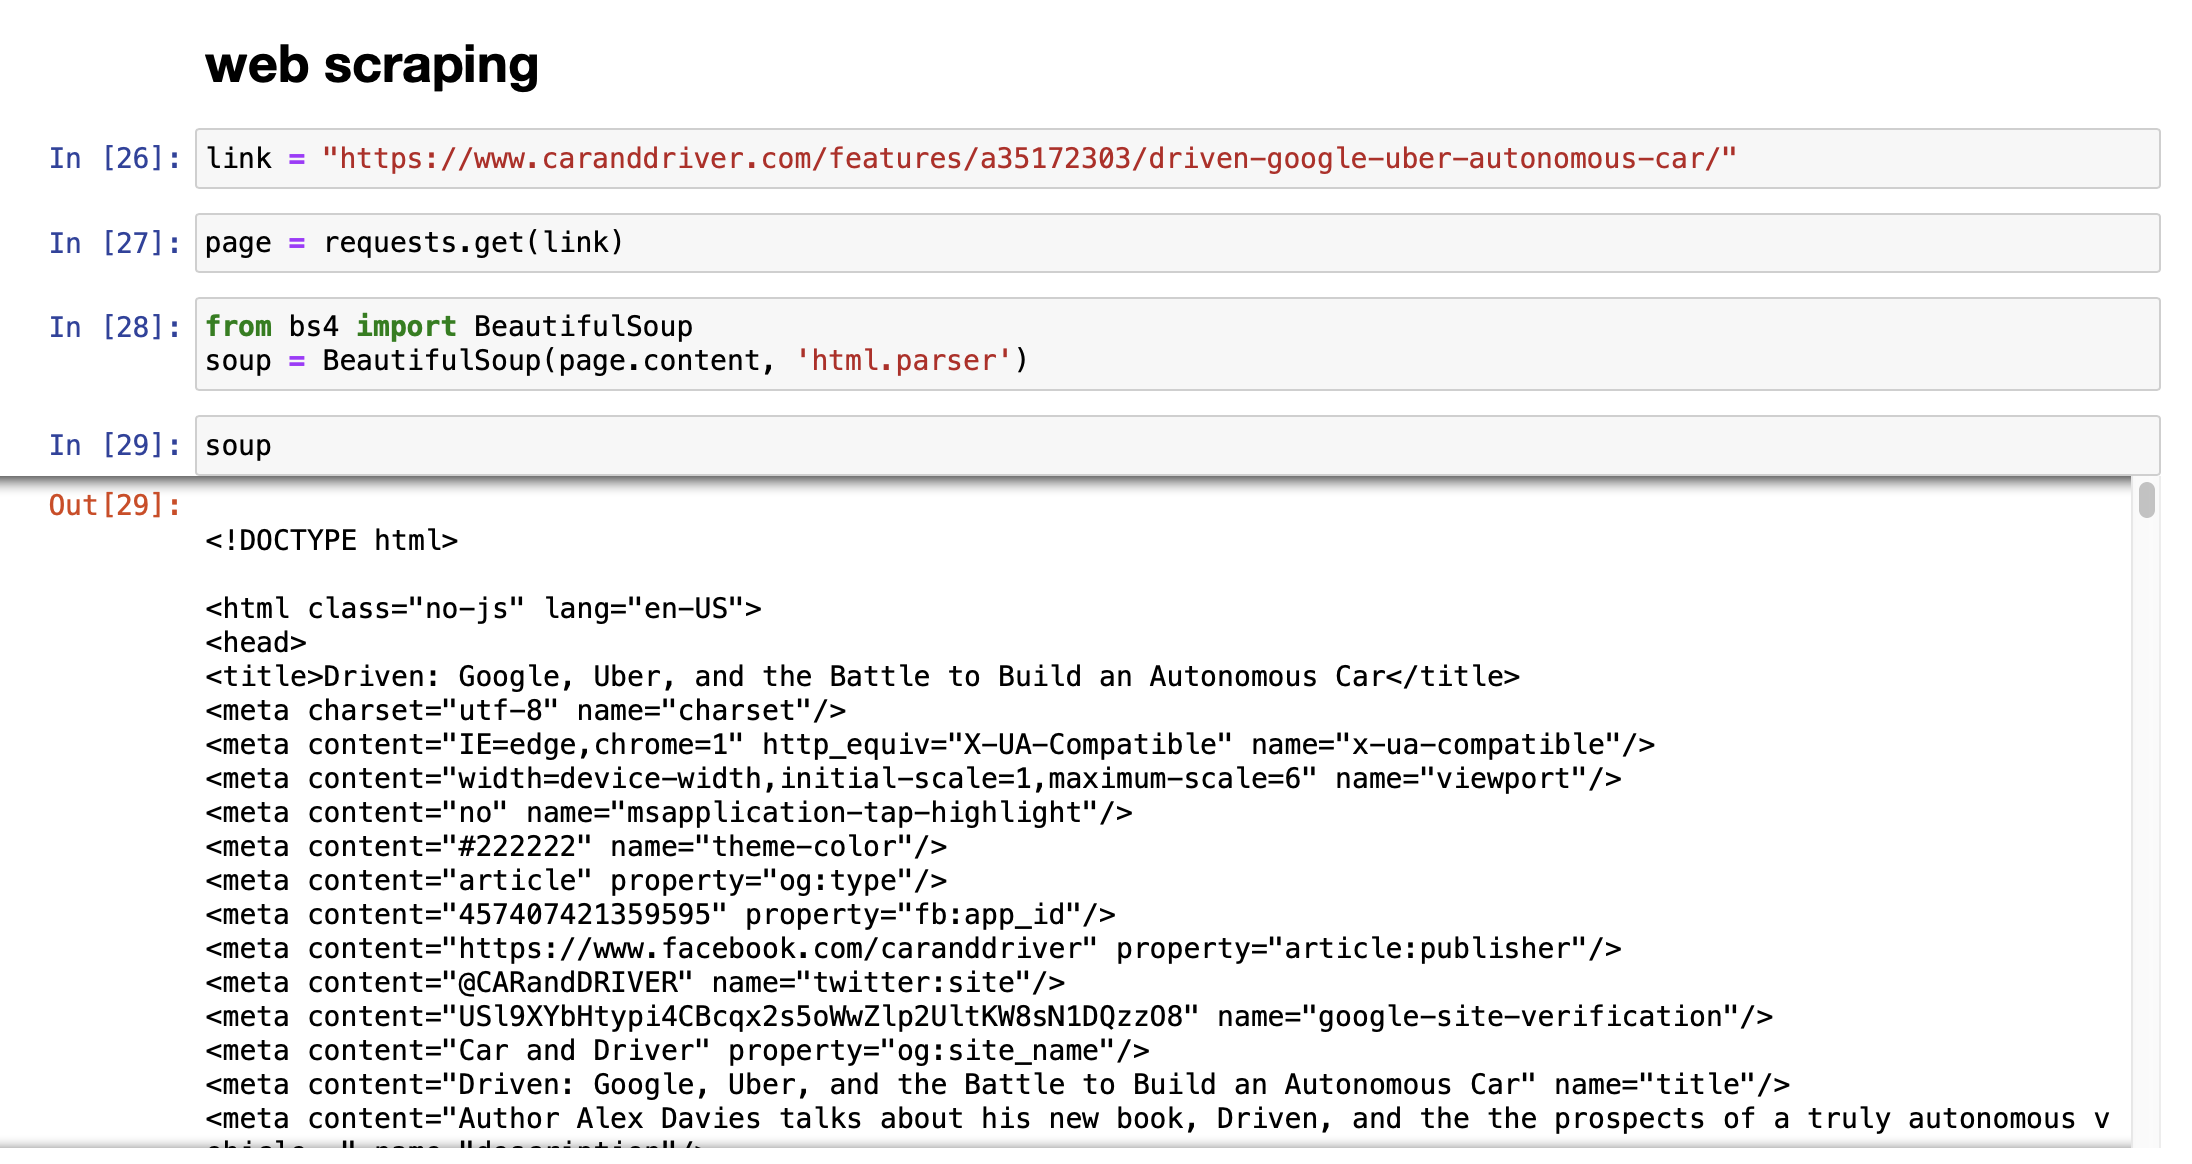 web scraping
In [26]: link = "https://www.caranddriver.com/features/a35172303/driven-google-uber-autonomous-car/"
In [27]: page = requests.get(link)
In [28]: from bs4 import BeautifulSoup
soup = BeautifulSoup(page.content, 'html.parser')
In [29]: soup
Out[29]:
<!DOCTYPE html>
<html class="no-js" lang="en-US">
<head>
<title>Driven: Google, Uber, and the Battle to Build an Autonomous Car</title>
<meta charset="utf-8" name="charset"/>
<meta content="IE=edge,chrome=1" http_equiv="X-UA-Compatible" name="x-ua-compatible"/>
<meta content="width=device-width,initial-scale=1,maximum-scale=6" name="viewport"/>
<meta content="no" name="msapplication-tap-highlight"/>
<meta content="#222222" name="theme-color"/>
<meta content="article" property="og:type"/>
<meta content="457407421359595" property="fb:app_id"/>
<meta content="https://www.facebook.com/caranddriver" property="article:publisher"/>
<meta content="@CARandDRIVER" name="twitter:site"/>
<meta content="USl9XYbHtypi4CBcqx2s5oWwZlp2UltKW8sN1DQzzO8" name="google-site-verification"/>
<meta content="Car and Driver" property="og:site_name"/>
<meta content="Driven: Google, Uber, and the Battle to Build an Autonomous Car" name="title"/>
<meta content="Author Alex Davies talks about his new book, Driven, and the the prospects of a truly autonomous v